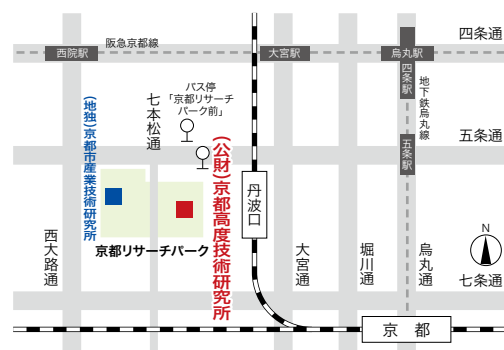 四条通
阪急京都線
西院駅
大宮駅
烏丸駅
四条駅
地下鉄烏丸線
バス停
「京都リサーチ
パーク前」
七本松通
(地独)京都市産業技術研究所
(公財)京都高度技術研究所
五条通
五条駅
丹波口
京都リサーチパーク
西大路通
大宮通
堀川通
烏丸通
N
七条通
京都